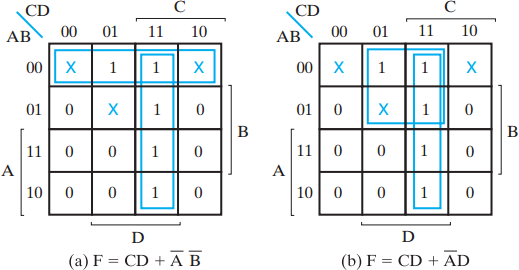 CD C CD C
AB 00 01 11 10 AB 00 01 11 10
00 X 1 1 X 00 X 1 1 X
01 0 X 1 0 01 0 X 1 0
B B
11 0 0 1 0 11 0 0 1 0
A A
10 0 0 1 0 10 0 0 1 0
D D
(a) F = CD + A̅ B̅ (b) F = CD + A̅D